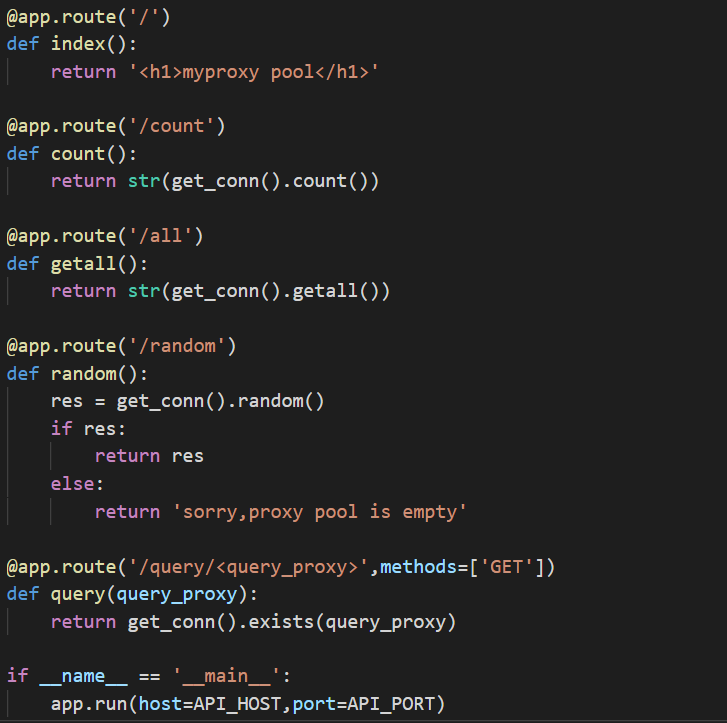 @app.route('/')
def index():
    return '<h1>myproxy pool</h1>'

@app.route('/count')
def count():
    return str(get_conn().count())

@app.route('/all')
def getall():
    return str(get_conn().getall())

@app.route('/random')
def random():
    res = get_conn().random()
    if res:
        return res
    else:
        return 'sorry,proxy pool is empty'

@app.route('/query/<query_proxy>',methods=['GET'])
def query(query_proxy):
    return get_conn().exists(query_proxy)

if __name__ == '__main__':
    app.run(host=API_HOST,port=API_PORT)